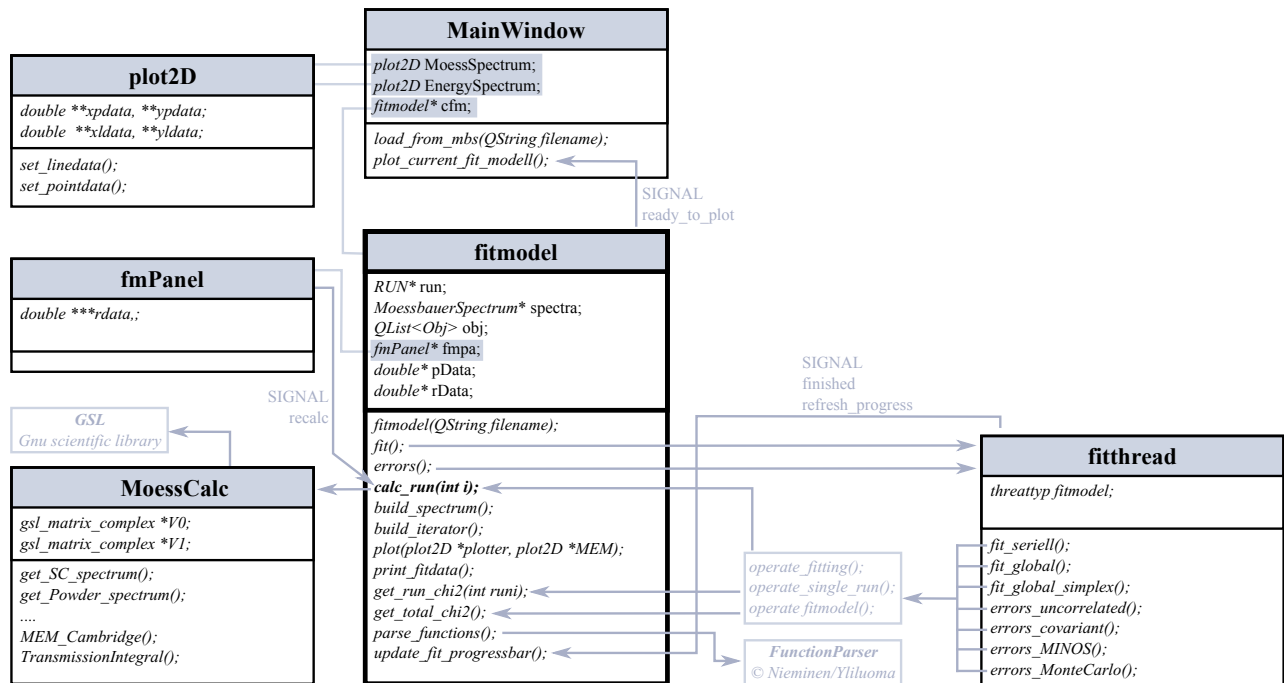 MainWindow
plot2D MoessSpectrum;
plot2D EnergySpectrum;
fitmodel* cfm;
load_from_mbs(QString filename);
plot_current_fit_modell();
plot2D
double **xpdata, **ypdata;
double **xldata, **yldata;
set_linedata();
set_pointdata();
SIGNAL
ready_to_plot
fmPanel
double ***rdata,;
SIGNAL
recalc
fitmodel
RUN* run;
MoessbauerSpectrum* spectra;
QList<Obj> obj;
fmPanel* fmpa;
double* pData;
double* rData;
fitmodel(QString filename);
fit();
errors();
calc_run(int i);
build_spectrum();
build_iterator();
plot(plot2D *plotter, plot2D *MEM);
print_fitdata();
get_run_chi2(int runi);
get_total_chi2();
parse_functions();
update_fit_progressbar();
GSL
Gnu scientific library
MoessCalc
gsl_matrix_complex *V0;
gsl_matrix_complex *V1;
get_SC_spectrum();
get_Powder_spectrum();
....
MEM_Cambridge();
TransmissionIntegral();
SIGNAL
finished
refresh_progress
operate_fitting();
operate_single_run();
operate fitmodel();
FunctionParser
© Nieminen/Yliluoma
fitthread
threattyp fitmodel;
fit_seriell();
fit_global();
fit_global_simplex();
errors_uncorrelated();
errors_covariant();
errors_MINOS();
errors_MonteCarlo();